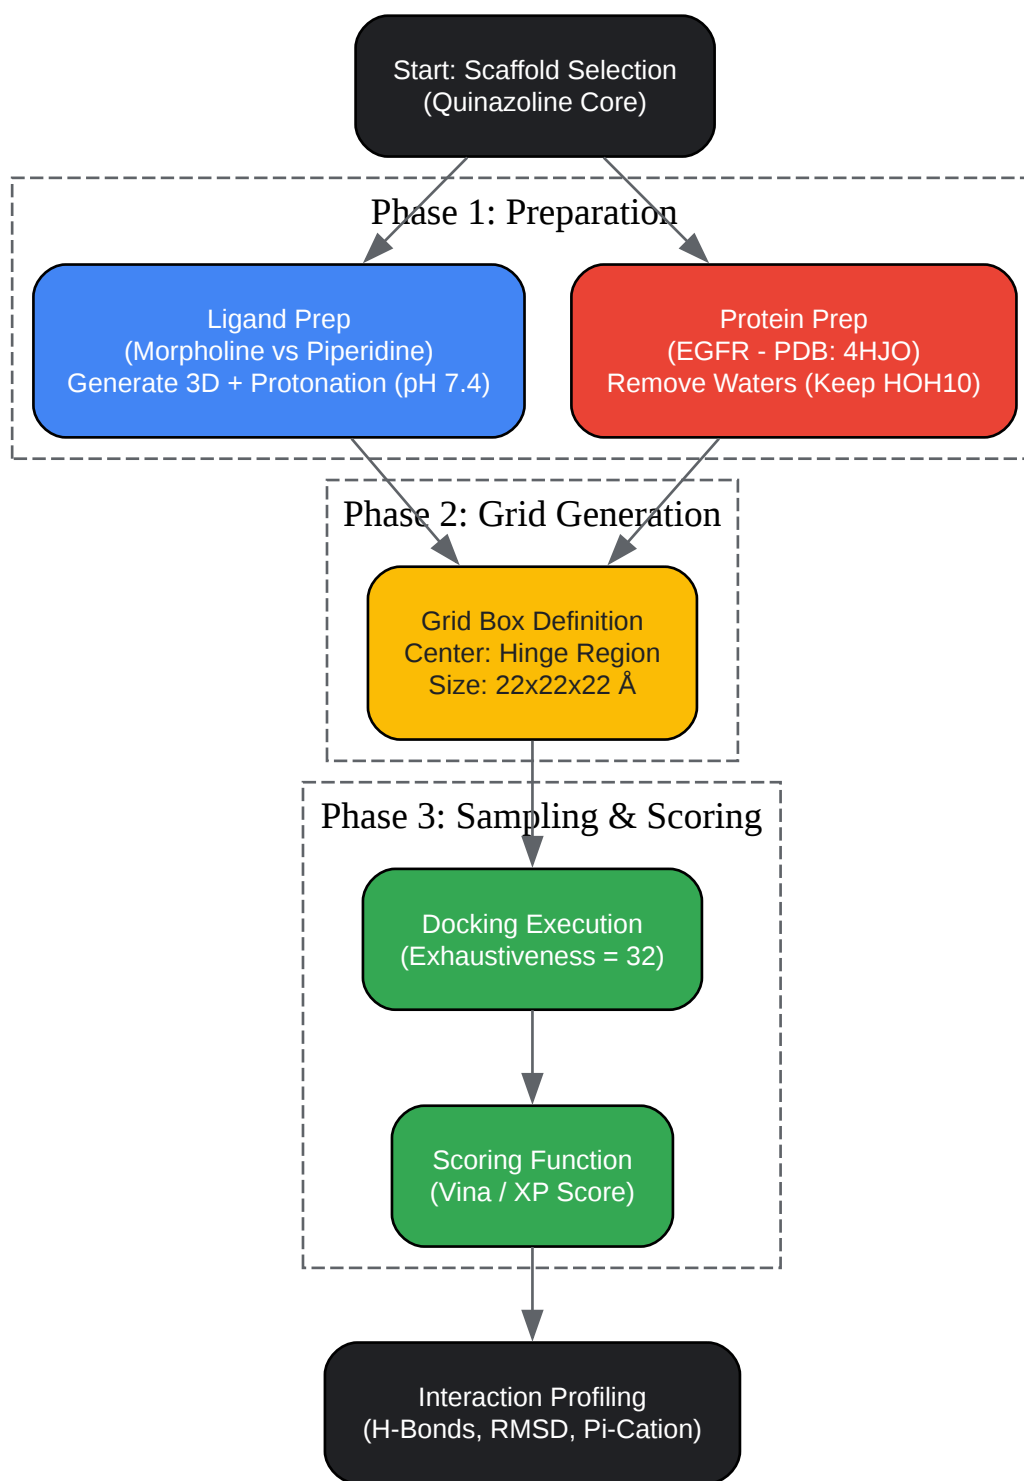 Start: Scaffold Selection
(Quinazoline Core)
Phase 1: Preparation
Ligand Prep
(Morpholine vs Piperidine)
Generate 3D + Protonation (pH 7.4)
Protein Prep
(EGFR - PDB: 4HJO)
Remove Waters (Keep HOH10)
Phase 2: Grid Generation
Grid Box Definition
Center: Hinge Region
Size: 22x22x22 Å
Phase 3: Sampling & Scoring
Docking Execution
(Exhaustiveness = 32)
Scoring Function
(Vina / XP Score)
Interaction Profiling
(H-Bonds, RMSD, Pi-Cation)